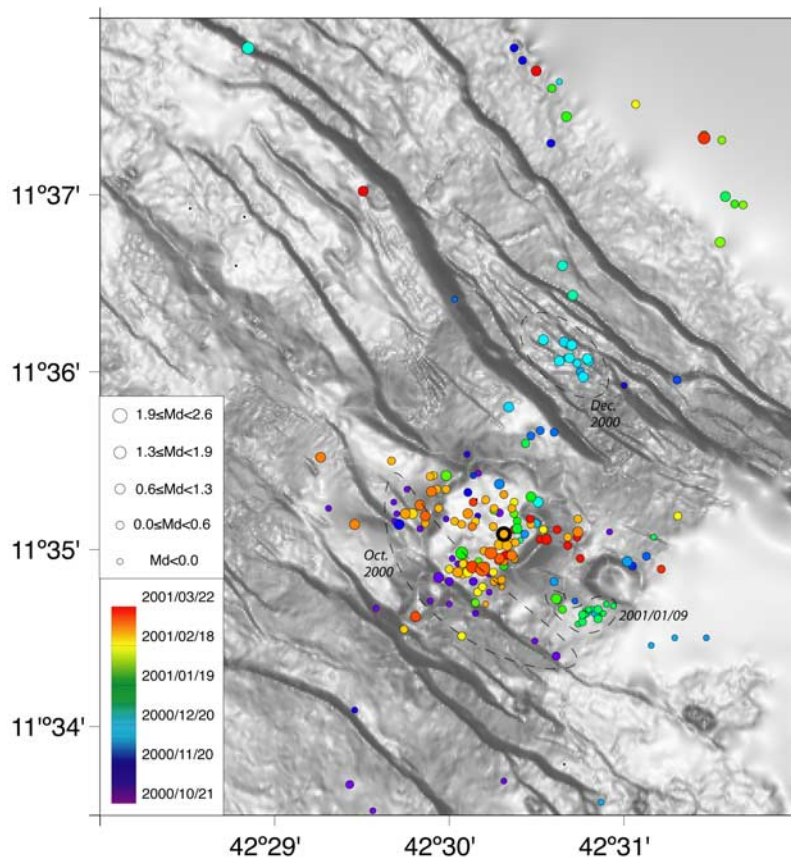 11°37'
11°36'
11°35'
11'°34'
1.9≤Md<2.6
1.3≤Md<1.9
0.6≤Md<1.3
0.0≤Md<0.6
Md<0.0
2001/03/22
2001/02/18
2001/01/19
2000/12/20
2000/11/20
2000/10/21
Dec.
2000
Oct.
2000
2001/01/09
42°29'
42°30'
42°31'